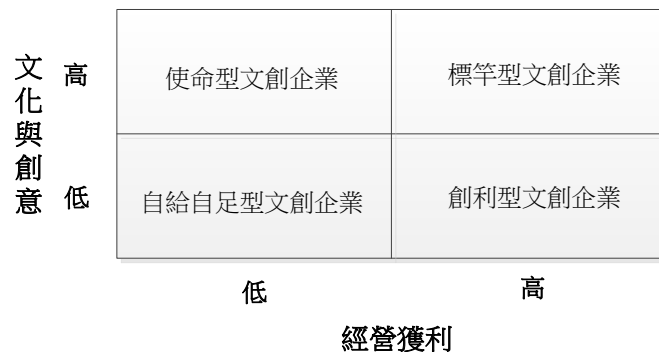 文化與創意
高
使命型文創企業
標竿型文創企業
低
自給自足型文創企業
創利型文創企業
低
高
經營獲利